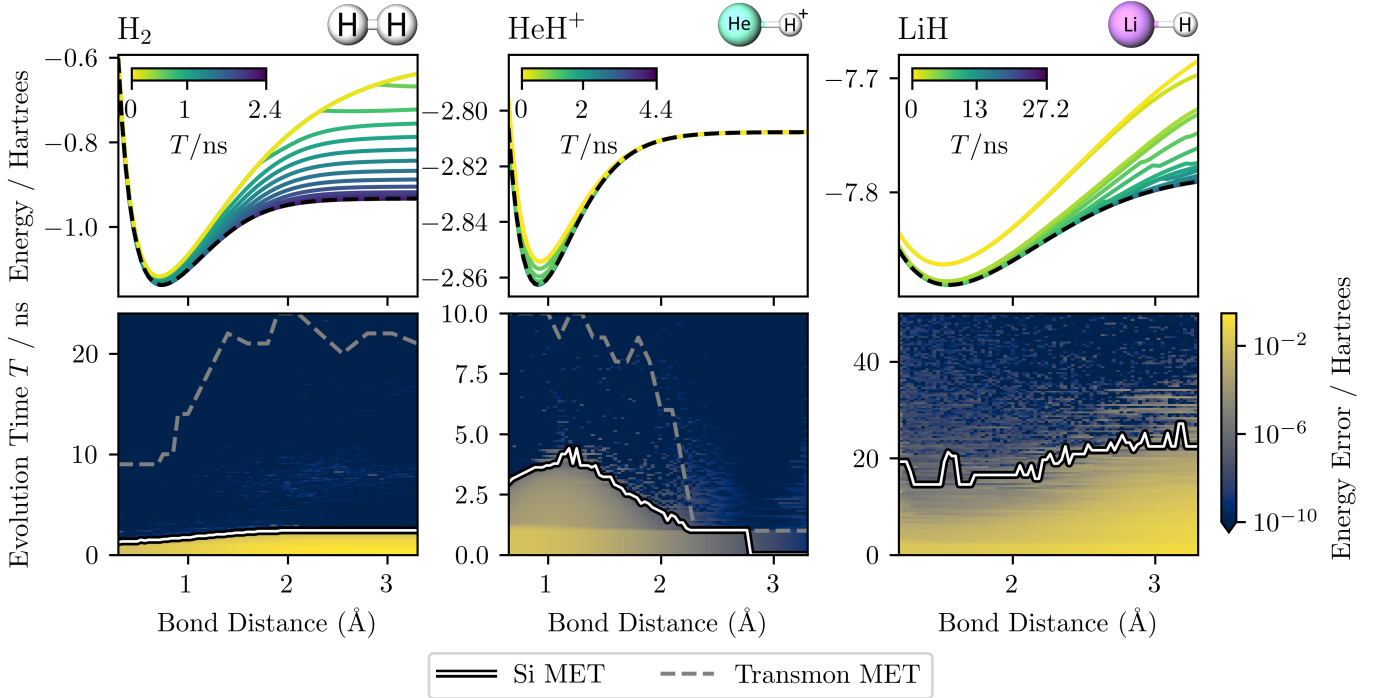 H₂
H H
HeH⁺
He H
+
LiH
Li H
Energy / Hartrees
−0.6
−0.8
−1.0
0 1 2.4
T/ns
−2.80
−2.82
−2.84
−2.86
0 2 4.4
T/ns
−7.7
−7.8
0 13 27.2
T/ns
Evolution Time T / ns
20
10
0
1 2 3
Bond Distance (Å)
10.0
7.5
5.0
2.5
0.0
1 2 3
Bond Distance (Å)
40
20
0
2 3
Bond Distance (Å)
10⁻²
10⁻⁶
10⁻¹⁰
Energy Error / Hartrees
Si MET Transmon MET